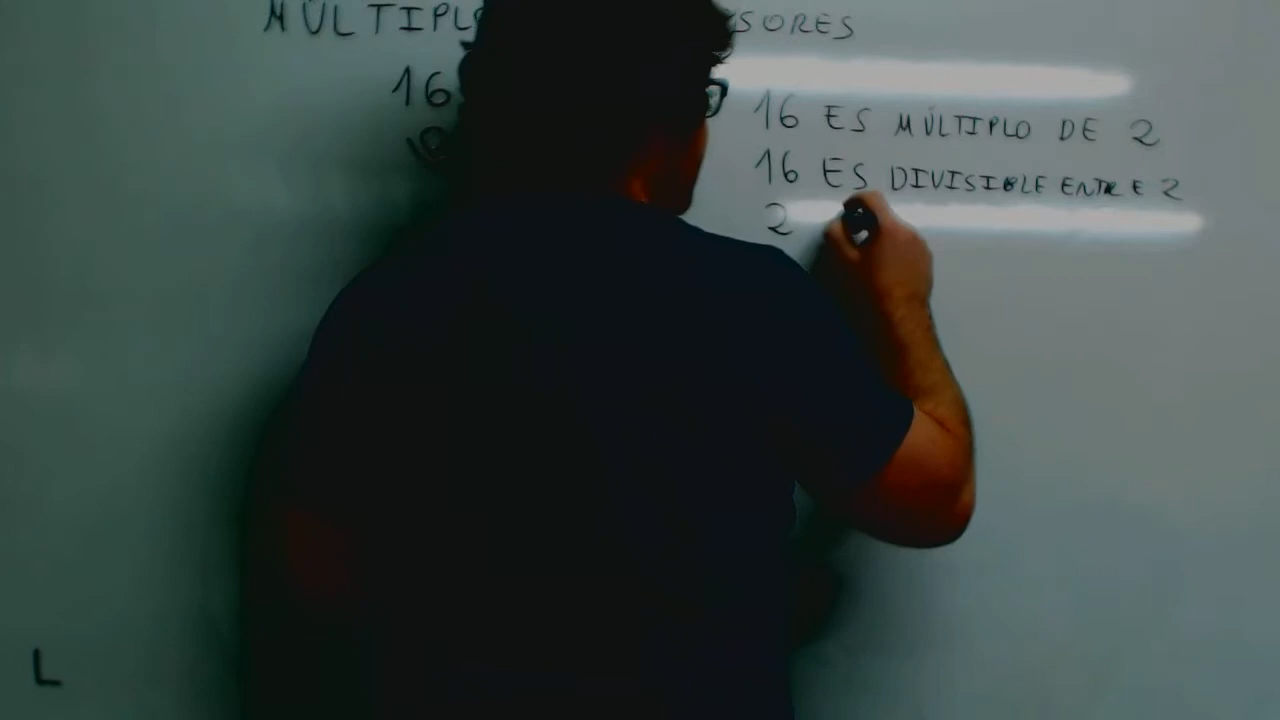 MÚLTIPL SORES
16
16 ES MÚLTIPLO DE 2
16 ES DIVISIBLE ENTRE 2
2
L